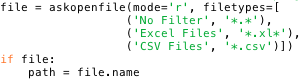 file = askopenfile(mode='r', filetypes=[
('No Filter', '*.*'),
('Excel Files', '*.xl*'),
('CSV Files', '*.csv')])
if file:
path = file.name